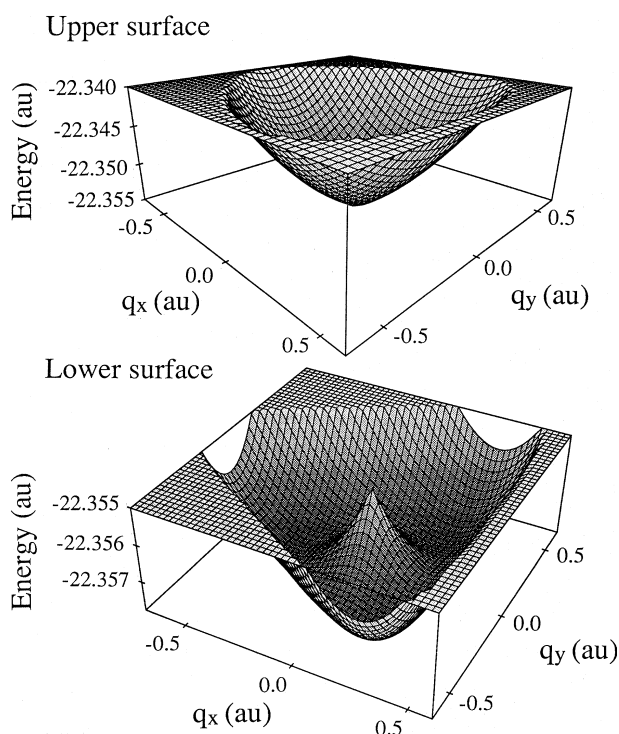 Upper surface
Energy (au)
-22.340
-22.345
-22.350
-22.355
-0.5
0.0
0.5
qx (au)
-0.5
0.0
0.5
qy (au)
Lower surface
Energy (au)
-22.355
-22.356
-22.357
-0.5
0.0
0.5
qx (au)
-0.5
0.0
0.5
qy (au)